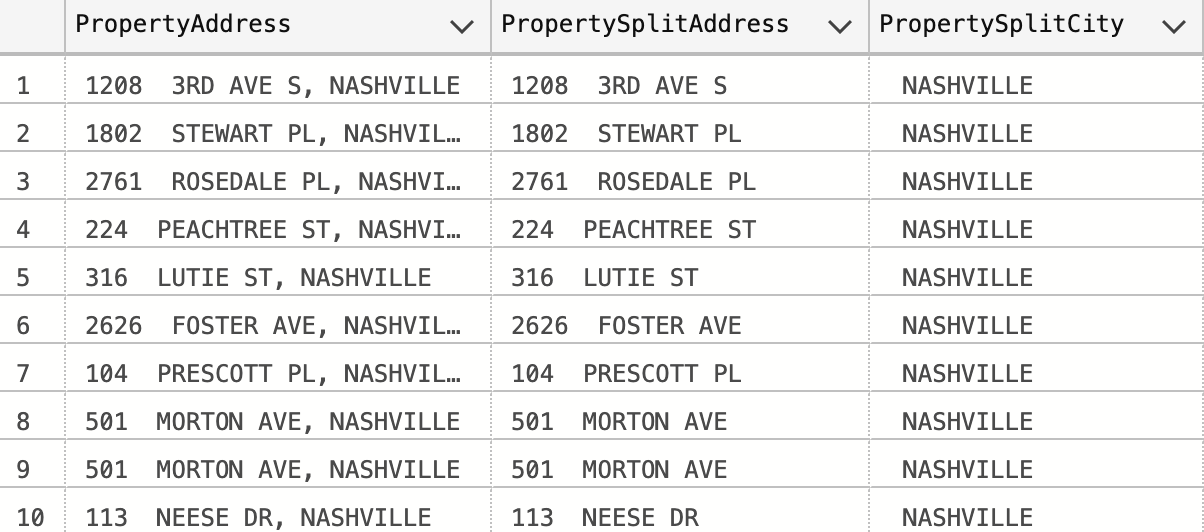 PropertyAddress PropertySplitAddress PropertySplitCity
1 1208  3RD AVE S, NASHVILLE 1208  3RD AVE S NASHVILLE
2 1802  STEWART PL, NASHVIL… 1802  STEWART PL NASHVILLE
3 2761  ROSEDALE PL, NASHVI… 2761  ROSEDALE PL NASHVILLE
4 224  PEACHTREE ST, NASHVI… 224  PEACHTREE ST NASHVILLE
5 316  LUTIE ST, NASHVILLE 316  LUTIE ST NASHVILLE
6 2626  FOSTER AVE, NASHVIL… 2626  FOSTER AVE NASHVILLE
7 104  PRESCOTT PL, NASHVIL… 104  PRESCOTT PL NASHVILLE
8 501  MORTON AVE, NASHVILLE 501  MORTON AVE NASHVILLE
9 501  MORTON AVE, NASHVILLE 501  MORTON AVE NASHVILLE
10 113  NEESE DR, NASHVILLE 113  NEESE DR NASHVILLE